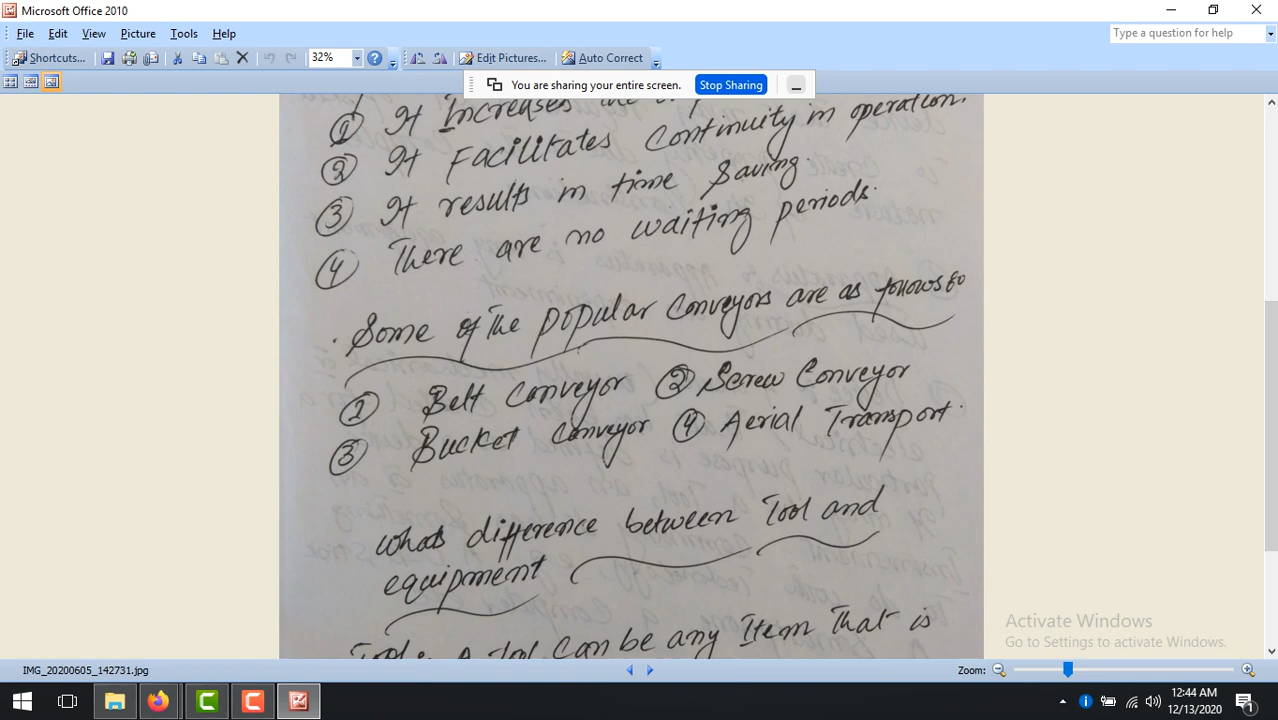 Microsoft Office 2010
File Edit View Picture Tools Help
Type a question for help
Shortcuts... 32% Edit Pictures... Auto Correct
You are sharing your entire screen. Stop Sharing
① It Increases the
② It Facilitates Continuity in operation.
③ It results in time Saving.
④ There are no waiting periods.
Some of the popular Conveyors are as follows
① Belt Conveyor ② Screw Conveyor
③ Bucket Conveyor ④ Aerial Transport.
What difference between Tool and
equipment
Tool : A tool Can be any Item That is
Activate Windows
Go to Settings to activate Windows.
IMG_20200605_142731.jpg
Zoom:
12:44 AM
12/13/2020
1